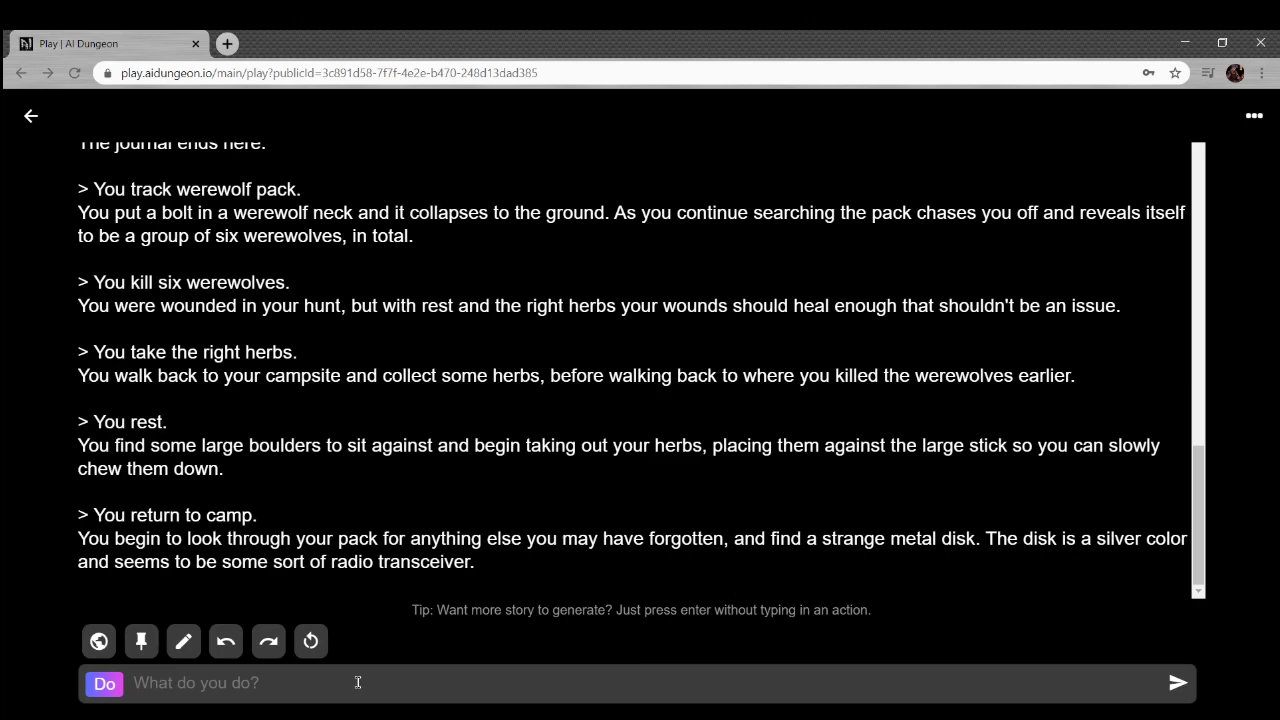 Play | AI Dungeon
play.aidungeon.io/main/play?publicId=3c891d58-7f7f-4e2e-b470-248d13dad385
The journal ends here.
> You track werewolf pack.
You put a bolt in a werewolf neck and it collapses to the ground. As you continue searching the pack chases you off and reveals itself
to be a group of six werewolves, in total.
> You kill six werewolves.
You were wounded in your hunt, but with rest and the right herbs your wounds should heal enough that shouldn't be an issue.
> You take the right herbs.
You walk back to your campsite and collect some herbs, before walking back to where you killed the werewolves earlier.
> You rest.
You find some large boulders to sit against and begin taking out your herbs, placing them against the large stick so you can slowly
chew them down.
> You return to camp.
You begin to look through your pack for anything else you may have forgotten, and find a strange metal disk. The disk is a silver color
and seems to be some sort of radio transceiver.
Tip: Want more story to generate? Just press enter without typing in an action.
Do What do you do?